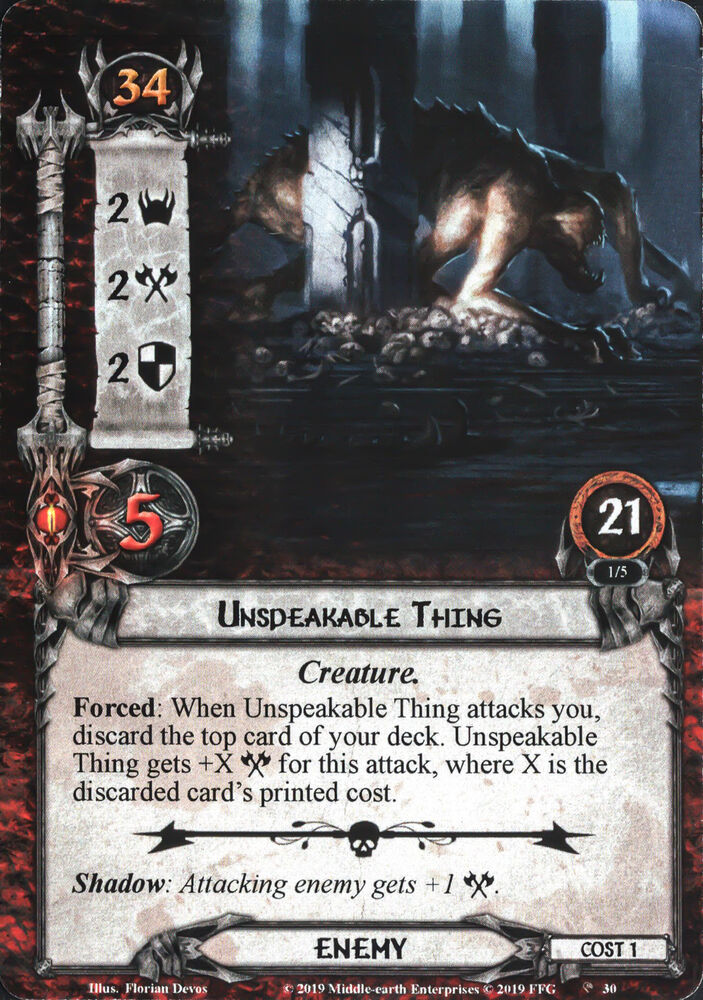 34
2
2
2
5
21
1/5
Unspeakable Thing
Creature.
Forced: When Unspeakable Thing attacks you,
discard the top card of your deck. Unspeakable
Thing gets +X for this attack, where X is the
discarded card's printed cost.
Shadow: Attacking enemy gets +1 .
ENEMY
COST 1
Illus. Florian Devos
© 2019 Middle-earth Enterprises © 2019 FFG
30